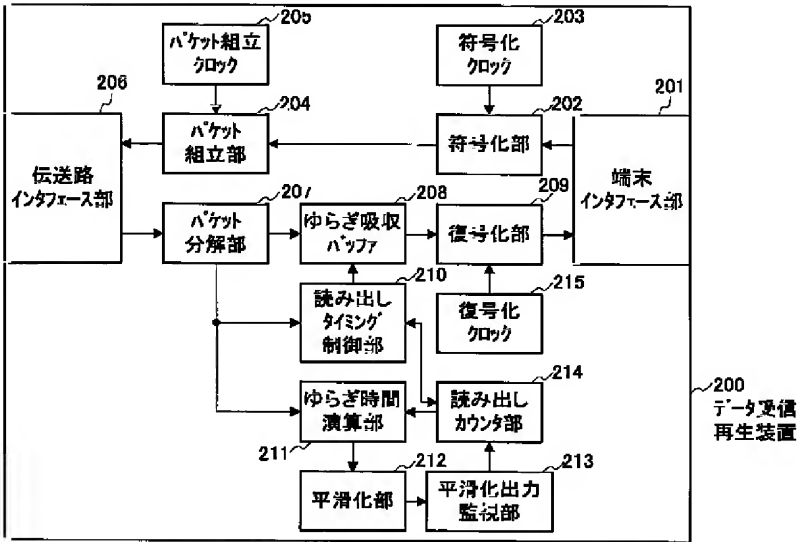 205
パケット組立
クロック
203
符号化
クロック
206
伝送路
インタフェース部
204
パケット
組立部
202
符号化部
201
端末
インタフェース部
207
パケット
分解部
208
ゆらぎ吸収
バッファ
209
復号化部
210
読み出し
タイミング
制御部
215
復号化
クロック
211
ゆらぎ時間
演算部
214
読み出し
カウンタ部
212
平滑化部
213
平滑化出力
監視部
200
データ受信
再生装置